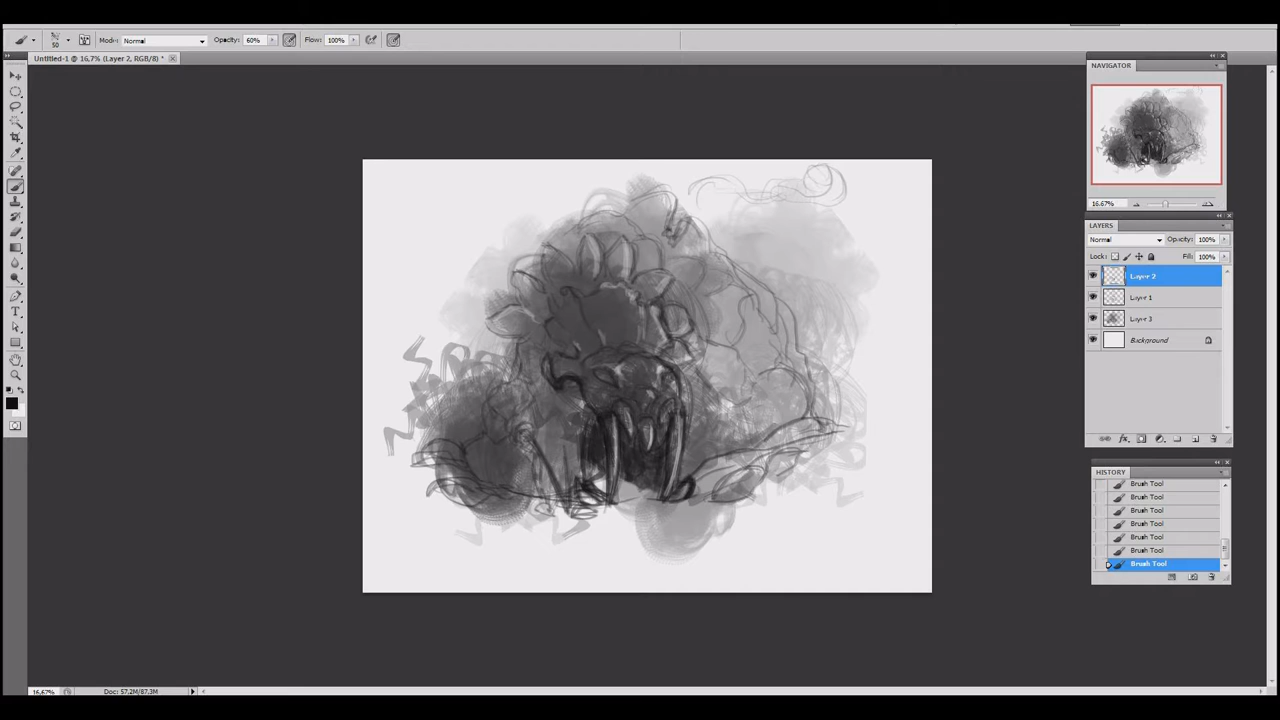 50
Mode: Normal
Opacity: 60%
Flow: 100%
Untitled-1 @ 16,7% (Layer 2, RGB/8) *
NAVIGATOR
16.67%
LAYERS
Normal
Opacity: 100%
Lock:
Fill: 100%
Layer 2
Layer 1
Layer 3
Background
HISTORY
Brush Tool
Brush Tool
Brush Tool
Brush Tool
Brush Tool
Brush Tool
Brush Tool
16,67%
Doc: 57,2M/87,3M